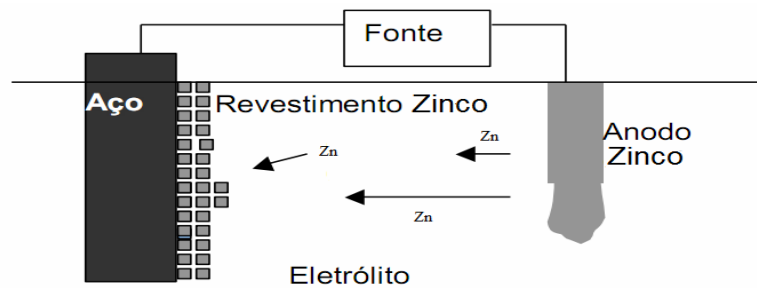 Fonte
Aço
Revestimento Zinco
Zn
Zn
Anodo
Zinco
Zn
Eletrólito